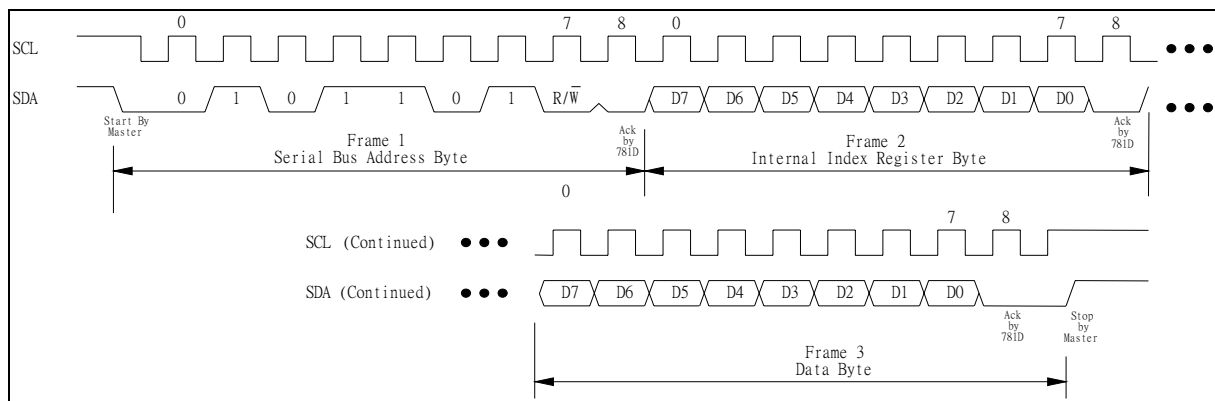 0 7 8 0 7 8
SCL
SDA 0 1 0 1 1 0 1 R/W̅ D7 D6 D5 D4 D3 D2 D1 D0
Start By
Master
Ack
by
781D
Ack
by
781D
Frame 1
Serial Bus Address Byte
Frame 2
Internal Index Register Byte
0 7 8
SCL (Continued)
SDA (Continued) D7 D6 D5 D4 D3 D2 D1 D0
Ack
by
781D
Stop
by
Master
Frame 3
Data Byte